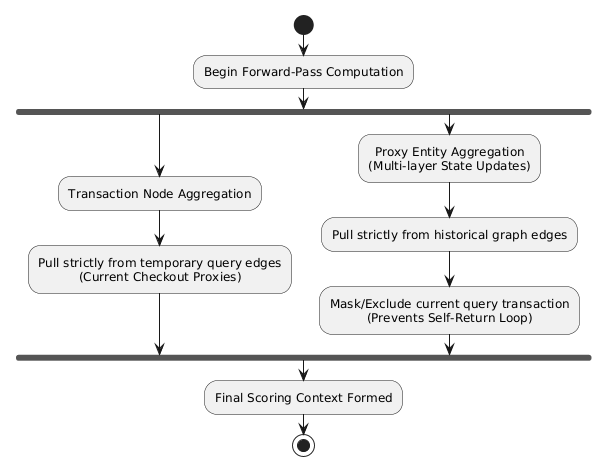 Begin Forward-Pass Computation
Transaction Node Aggregation
Pull strictly from temporary query edges
(Current Checkout Proxies)
Proxy Entity Aggregation
(Multi-layer State Updates)
Pull strictly from historical graph edges
Mask/Exclude current query transaction
(Prevents Self-Return Loop)
Final Scoring Context Formed